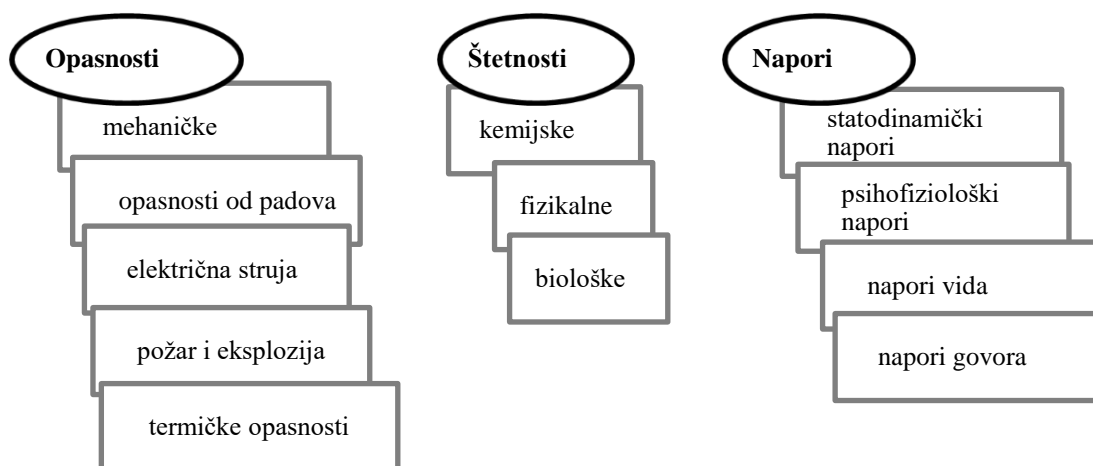 Opasnosti
mehaničke
opasnosti od padova
električna struja
požar i eksplozija
termičke opasnosti
Štetnosti
kemijske
fizikalne
biološke
Napori
statodinamički
napori
psihofiziološki
napori
napori vida
napori govora